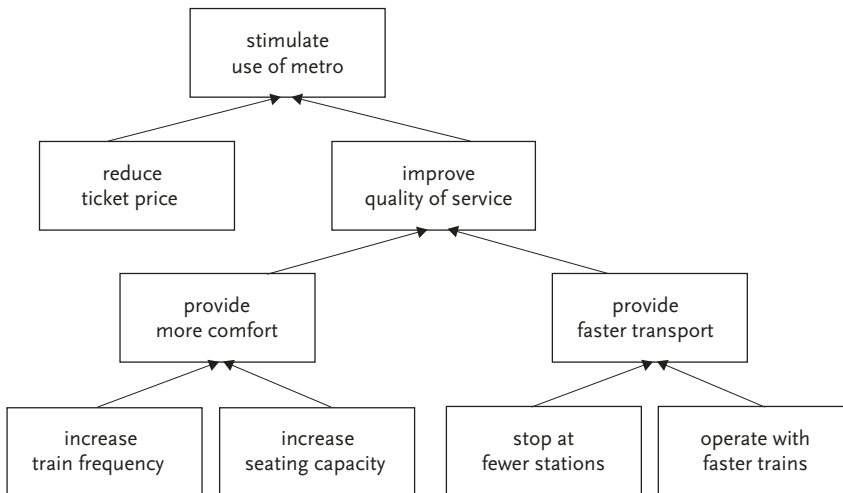 stimulate
use of metro
reduce
ticket price
improve
quality of service
provide
more comfort
provide
faster transport
increase
train frequency
increase
seating capacity
stop at
fewer stations
operate with
faster trains